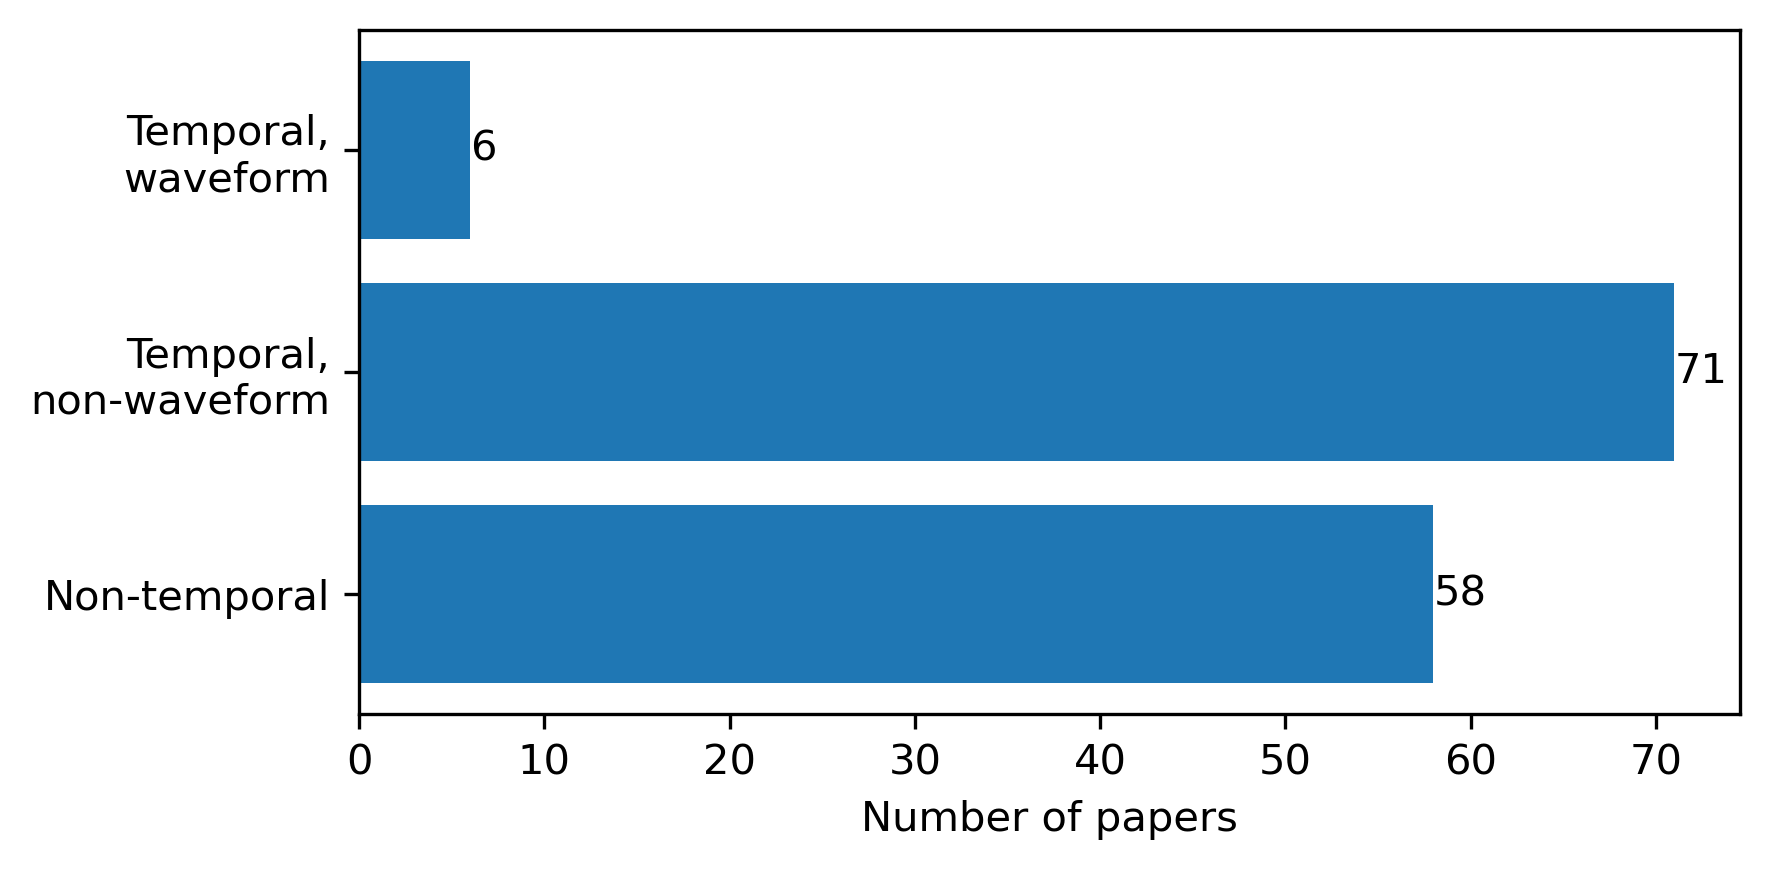 Temporal,
waveform
6
Temporal,
non-waveform
71
Non-temporal
58
0 10 20 30 40 50 60 70
Number of papers